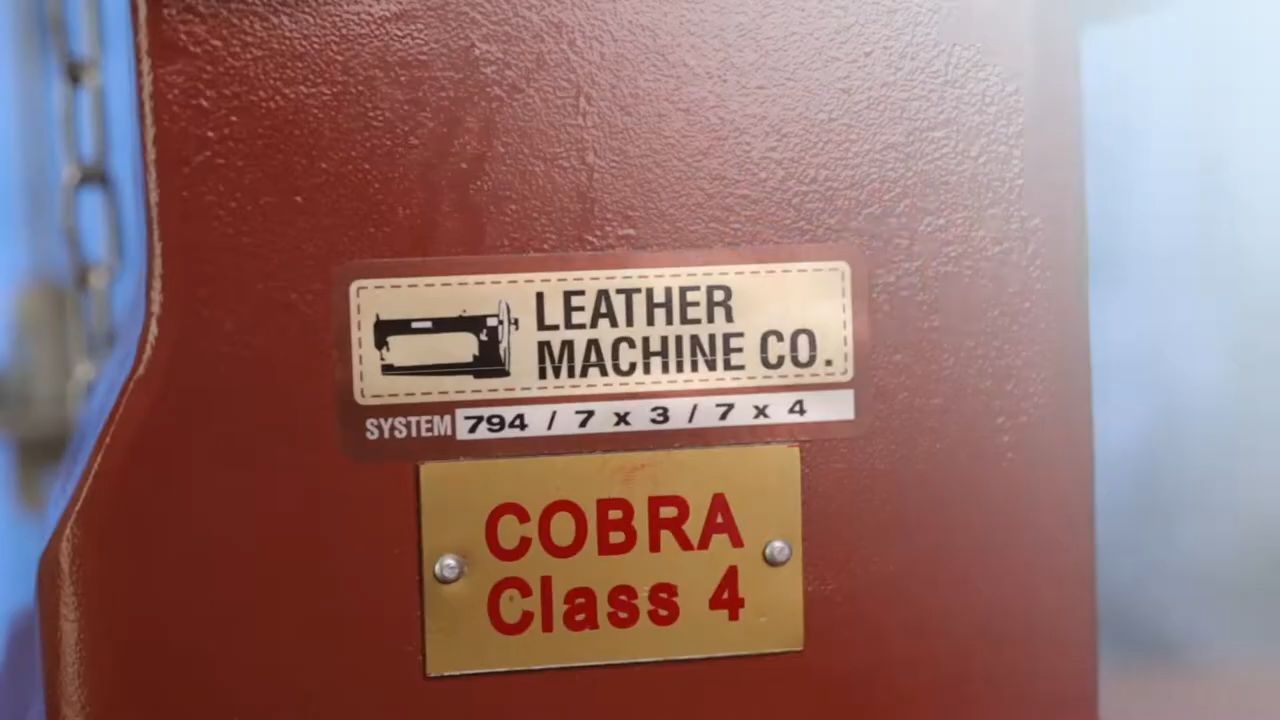 LEATHER
MACHINE CO.
SYSTEM 794 / 7 x 3 / 7 x 4
COBRA
Class 4